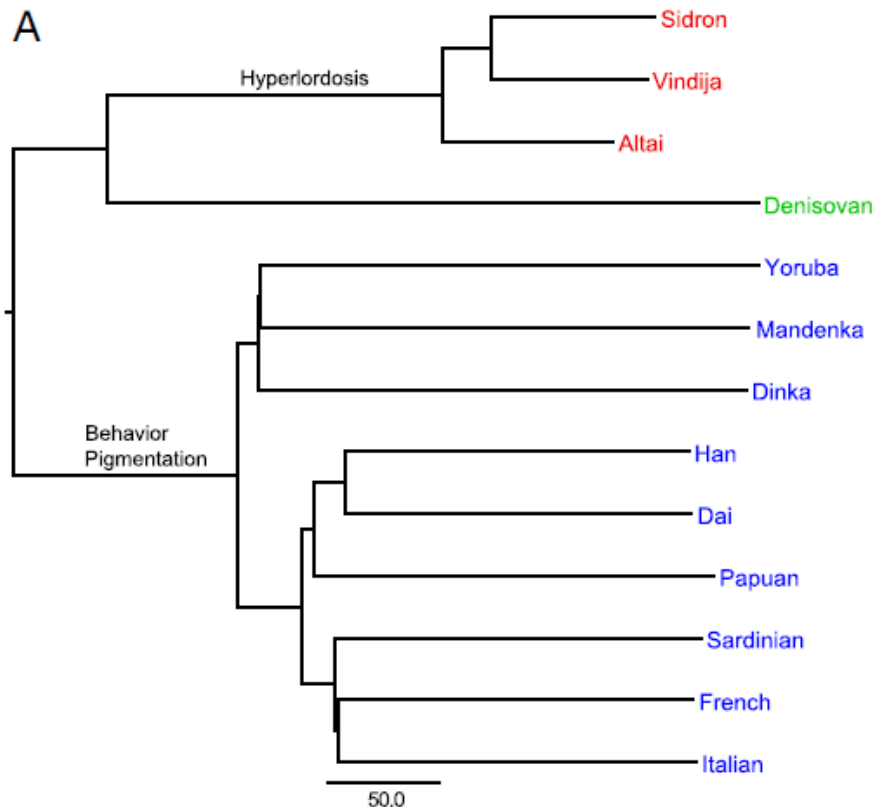 A
Sidron
Hyperlordosis
Vindija
Altai
Denisovan
Yoruba
Mandenka
Dinka
Behavior
Pigmentation
Han
Dai
Papuan
Sardinian
French
Italian
50.0